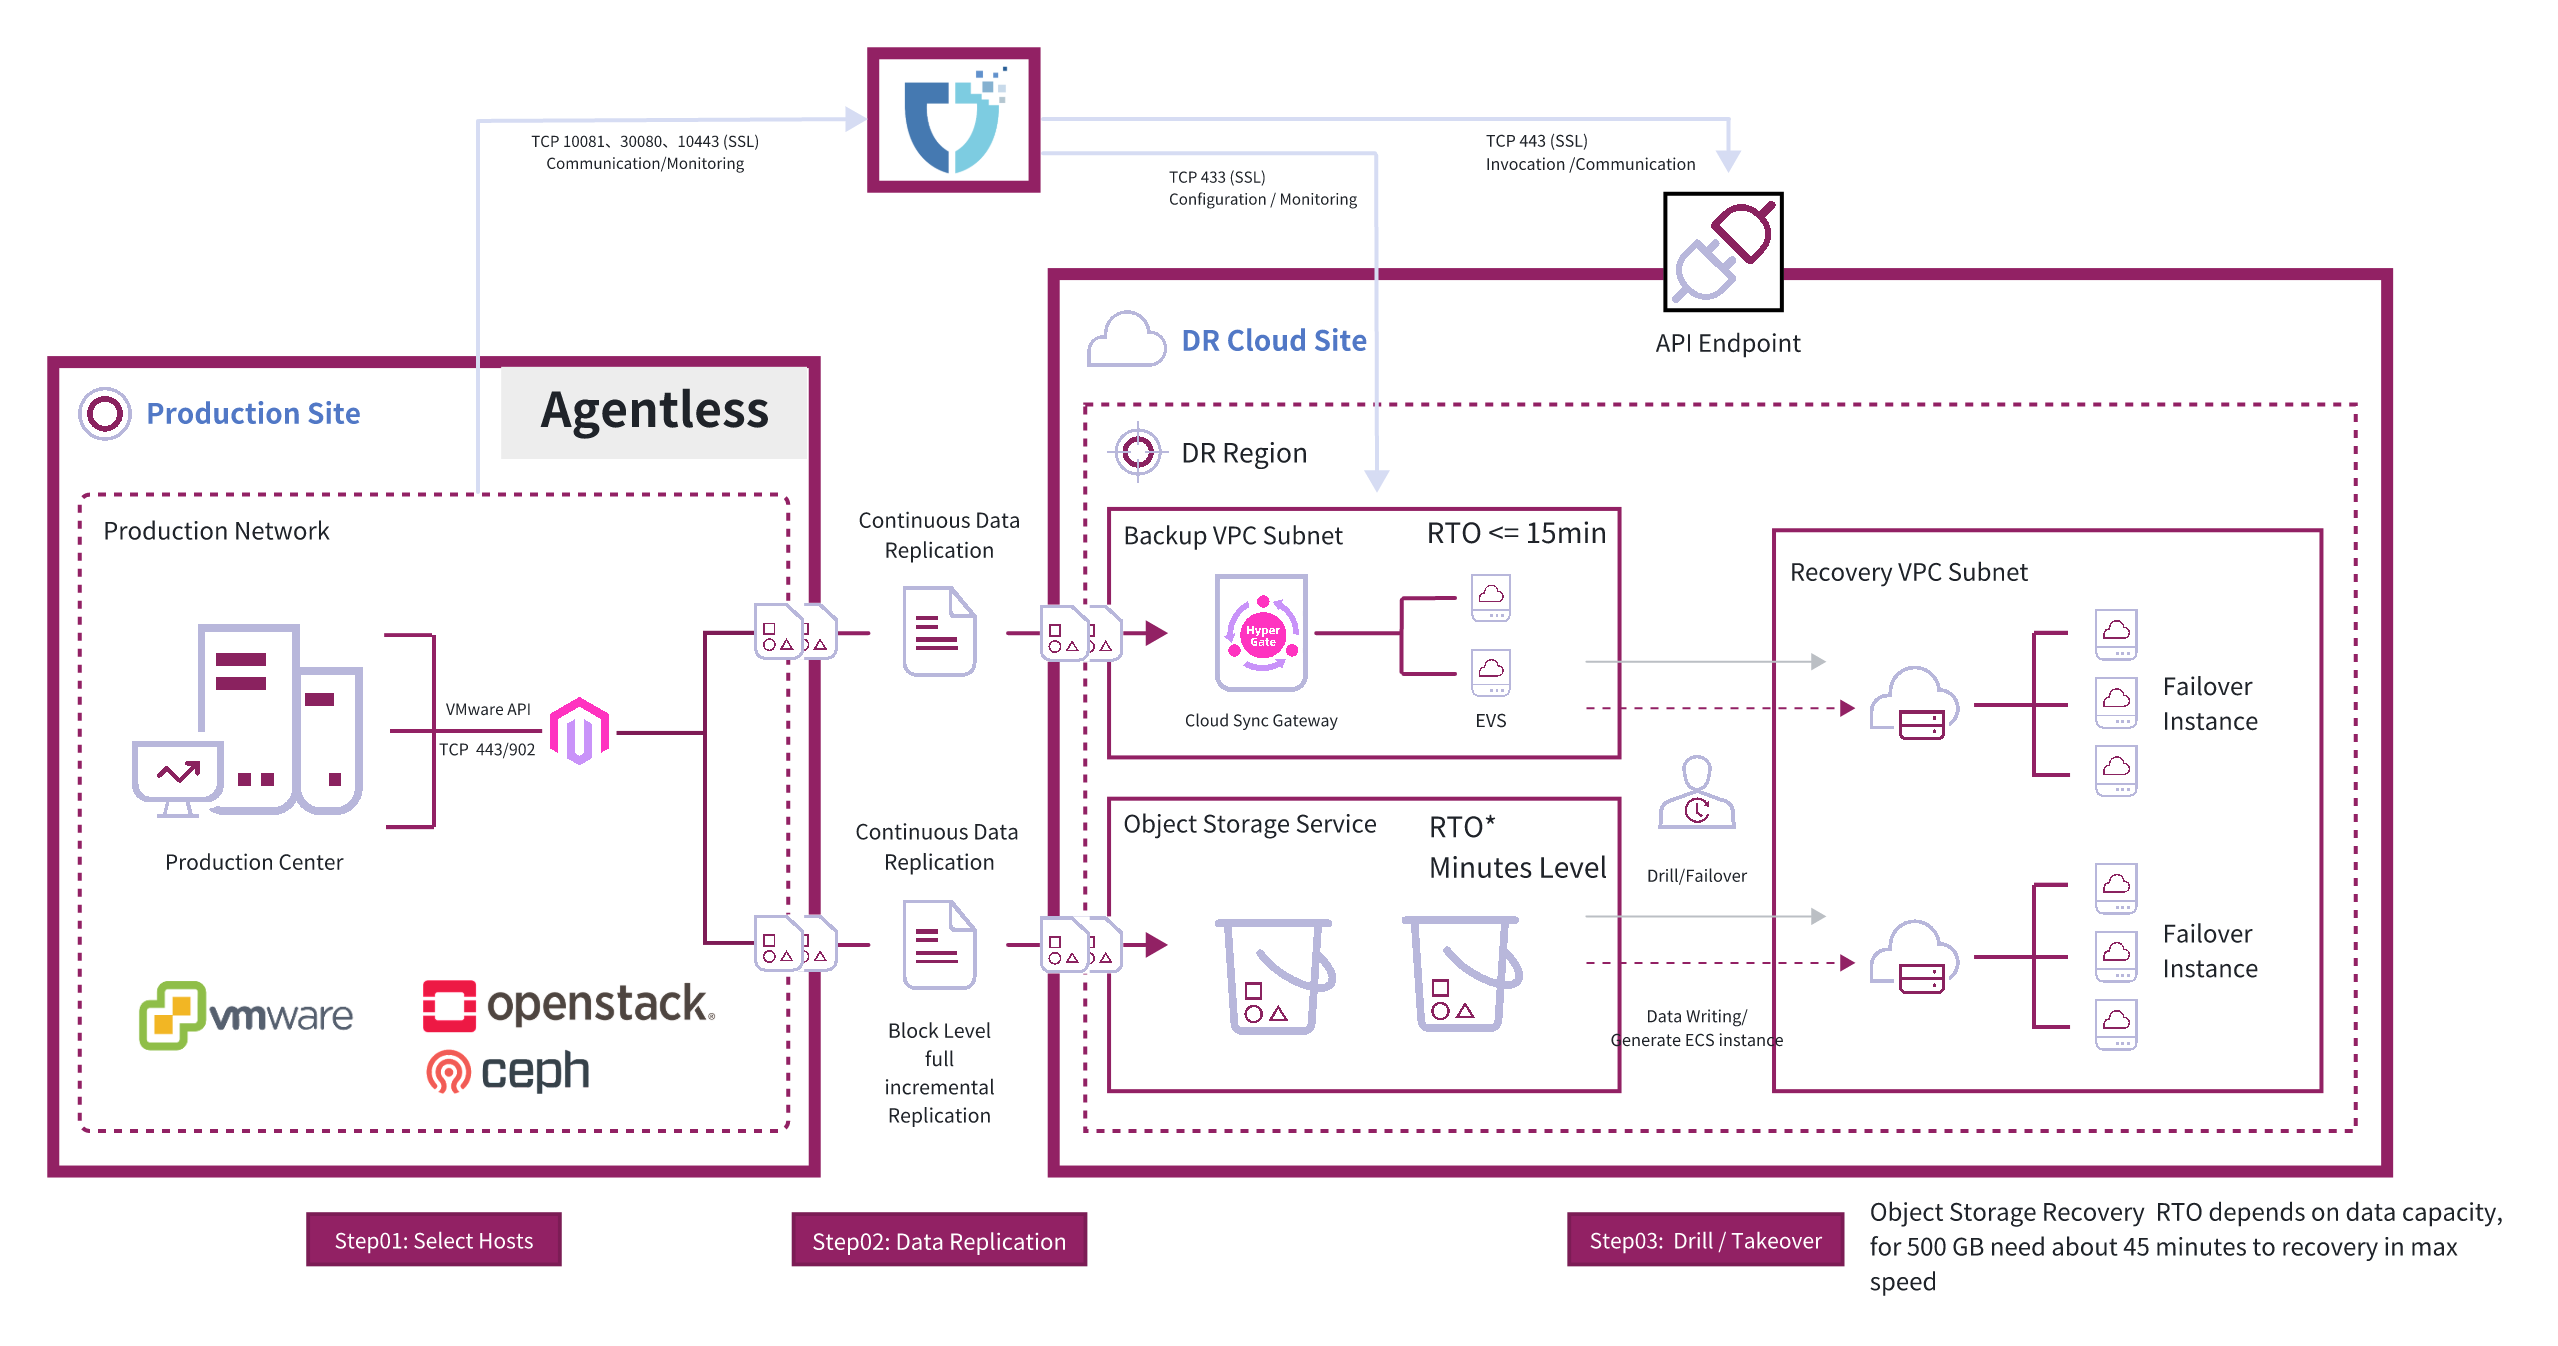 TCP 10081、30080、10443 (SSL)
Communication/Monitoring
TCP 433 (SSL)
Configuration / Monitoring
TCP 443 (SSL)
Invocation /Communication
API Endpoint
Production Site
Agentless
Production Network
VMware API
TCP 443/902
Production Center
vmware
openstack®
ceph
Continuous Data
Replication
Continuous Data
Replication
Block Level
full
incremental
Replication
DR Cloud Site
DR Region
Backup VPC Subnet
RTO <= 15min
Hyper
Gate
Cloud Sync Gateway
EVS
Object Storage Service
RTO*
Minutes Level
Drill/Failover
Data Writing/
Generate ECS instance
Recovery VPC Subnet
Failover
Instance
Failover
Instance
Step01: Select Hosts
Step02: Data Replication
Step03: Drill / Takeover
Object Storage Recovery RTO depends on data capacity,
for 500 GB need about 45 minutes to recovery in max
speed